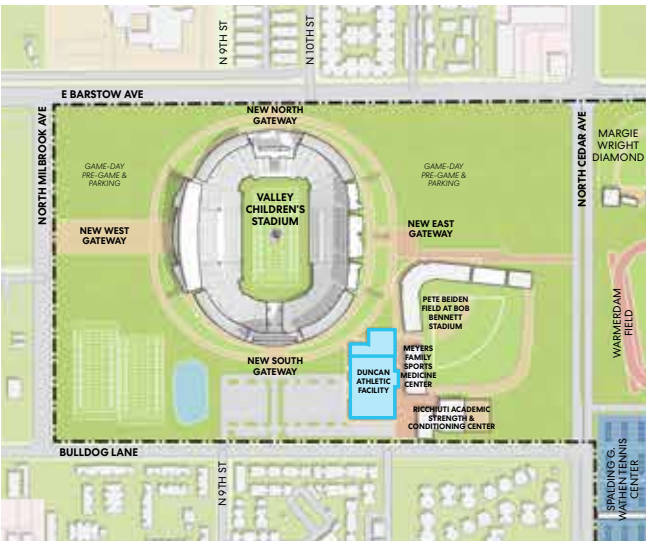 N 9TH ST
N 10TH ST
E BARSTOW AVE
NORTH MILBROOK AVE
NEW NORTH
GATEWAY
NORTH CEDAR AVE
MARGIE
WRIGHT
DIAMOND
GAME-DAY
PRE-GAME &
PARKING
GAME-DAY
PRE-GAME &
PARKING
VALLEY
CHILDREN'S
STADIUM
NEW WEST
GATEWAY
NEW EAST
GATEWAY
PETE BEIDEN
FIELD AT BOB
BENNETT
STADIUM
WARMERDAM
FIELD
NEW SOUTH
GATEWAY
MEYERS
FAMILY
SPORTS
MEDICINE
CENTER
DUNCAN
ATHLETIC
FACILITY
RICCHIUTI ACADEMIC
STRENGTH &
CONDITIONING CENTER
BULLDOG LANE
N 9TH ST
SPALDING G.
WATHEN TENNIS
CENTER